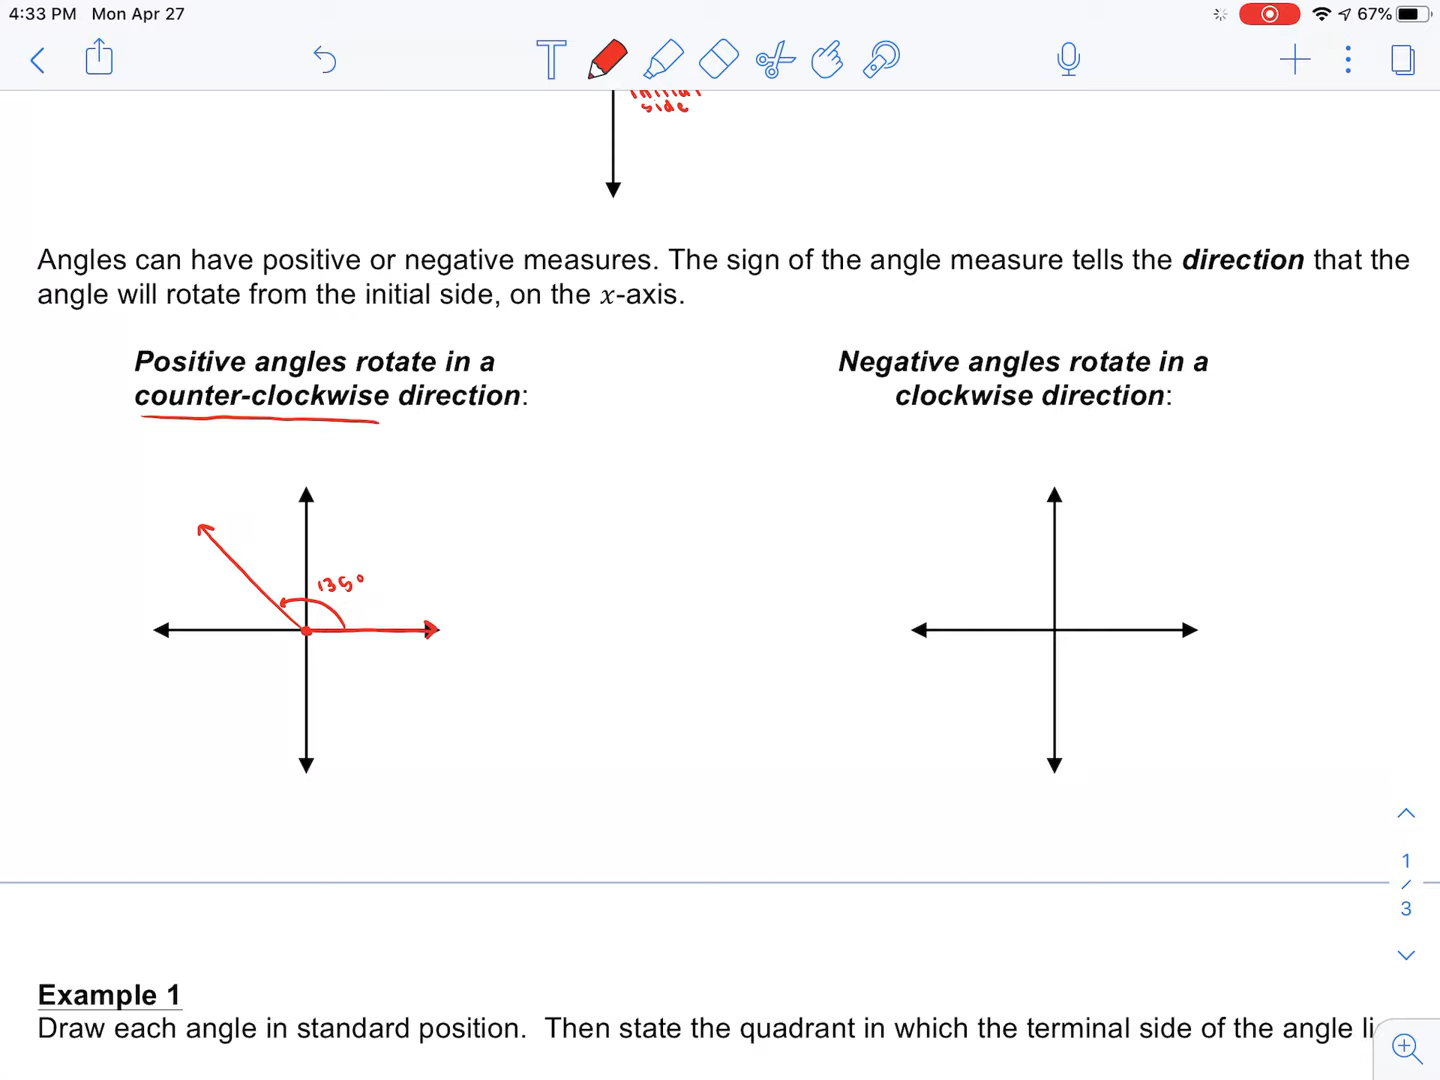 4:33 PM Mon Apr 27
67%
T
initial
side
Angles can have positive or negative measures. The sign of the angle measure tells the direction that the
angle will rotate from the initial side, on the x-axis.
Positive angles rotate in a
counter-clockwise direction:
Negative angles rotate in a
clockwise direction:
135°
1
/
3
Example 1
Draw each angle in standard position. Then state the quadrant in which the terminal side of the angle li